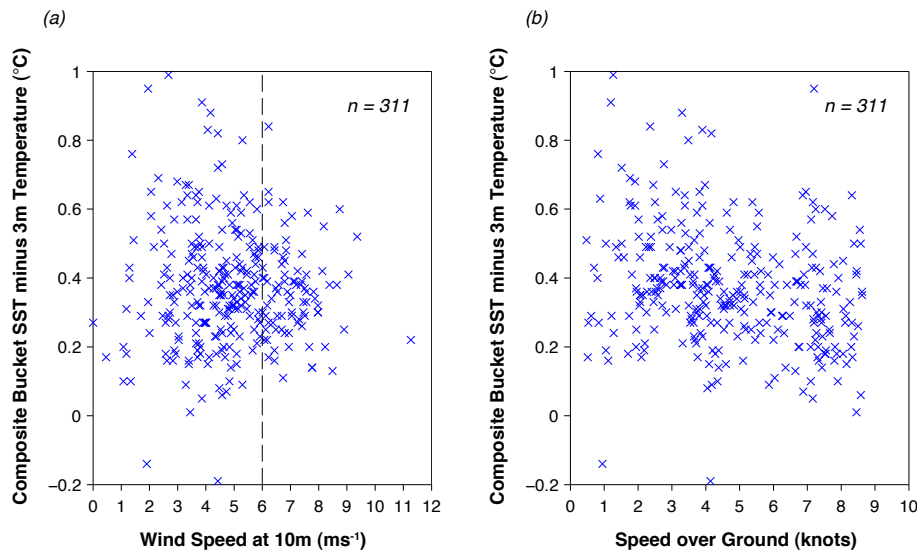 (a)
Composite Bucket SST minus 3m Temperature (°C)
1
0.8
0.6
0.4
0.2
0
−0.2
n = 311
0 1 2 3 4 5 6 7 8 9 10 11 12
Wind Speed at 10m (ms⁻¹)
(b)
Composite Bucket SST minus 3m Temperature (°C)
1
0.8
0.6
0.4
0.2
0
−0.2
n = 311
0 1 2 3 4 5 6 7 8 9 10
Speed over Ground (knots)